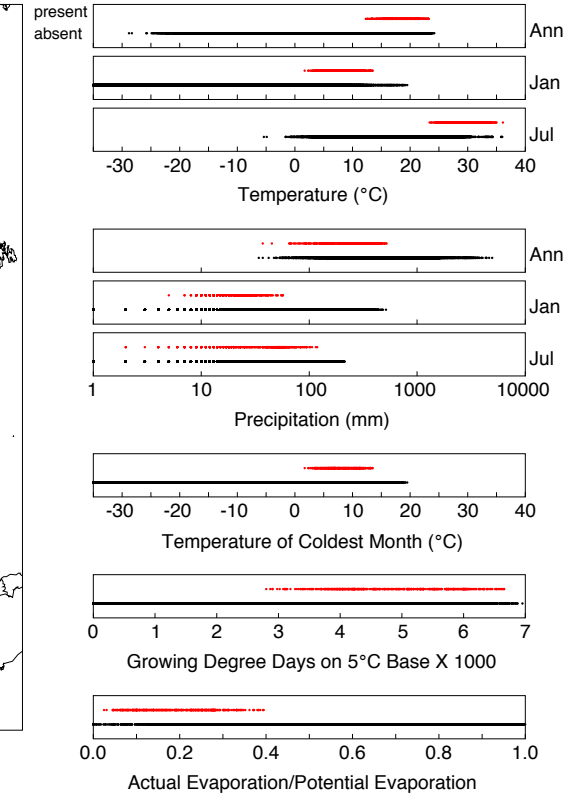 present
absent
Ann
Jan
Jul
-30 -20 -10 0 10 20 30 40
Temperature (°C)
Ann
Jan
Jul
1 10 100 1000 10000
Precipitation (mm)
-30 -20 -10 0 10 20 30 40
Temperature of Coldest Month (°C)
0 1 2 3 4 5 6 7
Growing Degree Days on 5°C Base X 1000
0.0 0.2 0.4 0.6 0.8 1.0
Actual Evaporation/Potential Evaporation